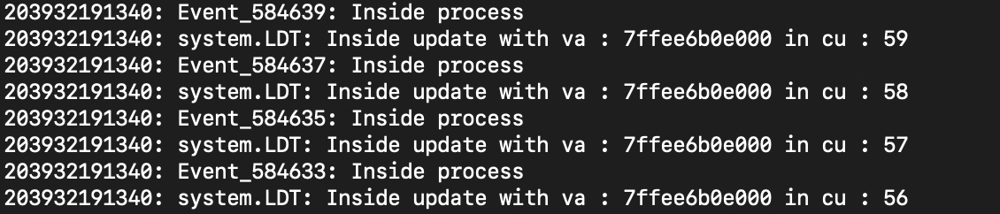 203932191340: Event_584639: Inside process
203932191340: system.LDT: Inside update with va : 7ffee6b0e000 in cu : 59
203932191340: Event_584637: Inside process
203932191340: system.LDT: Inside update with va : 7ffee6b0e000 in cu : 58
203932191340: Event_584635: Inside process
203932191340: system.LDT: Inside update with va : 7ffee6b0e000 in cu : 57
203932191340: Event_584633: Inside process
203932191340: system.LDT: Inside update with va : 7ffee6b0e000 in cu : 56